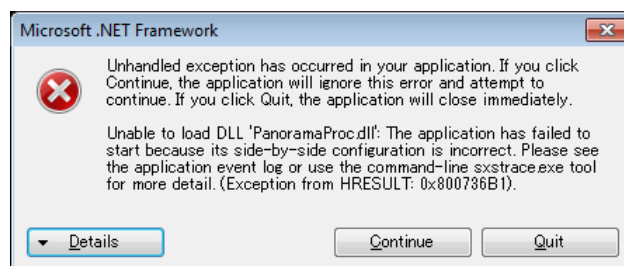 Microsoft .NET Framework
Unhandled exception has occurred in your application. If you click
Continue, the application will ignore this error and attempt to
continue. If you click Quit, the application will close immediately.
Unable to load DLL 'PanoramaProc.dll': The application has failed to
start because its side-by-side configuration is incorrect. Please see
the application event log or use the command-line sxstrace.exe tool
for more detail. (Exception from HRESULT: 0x800736B1).
Details
Continue
Quit